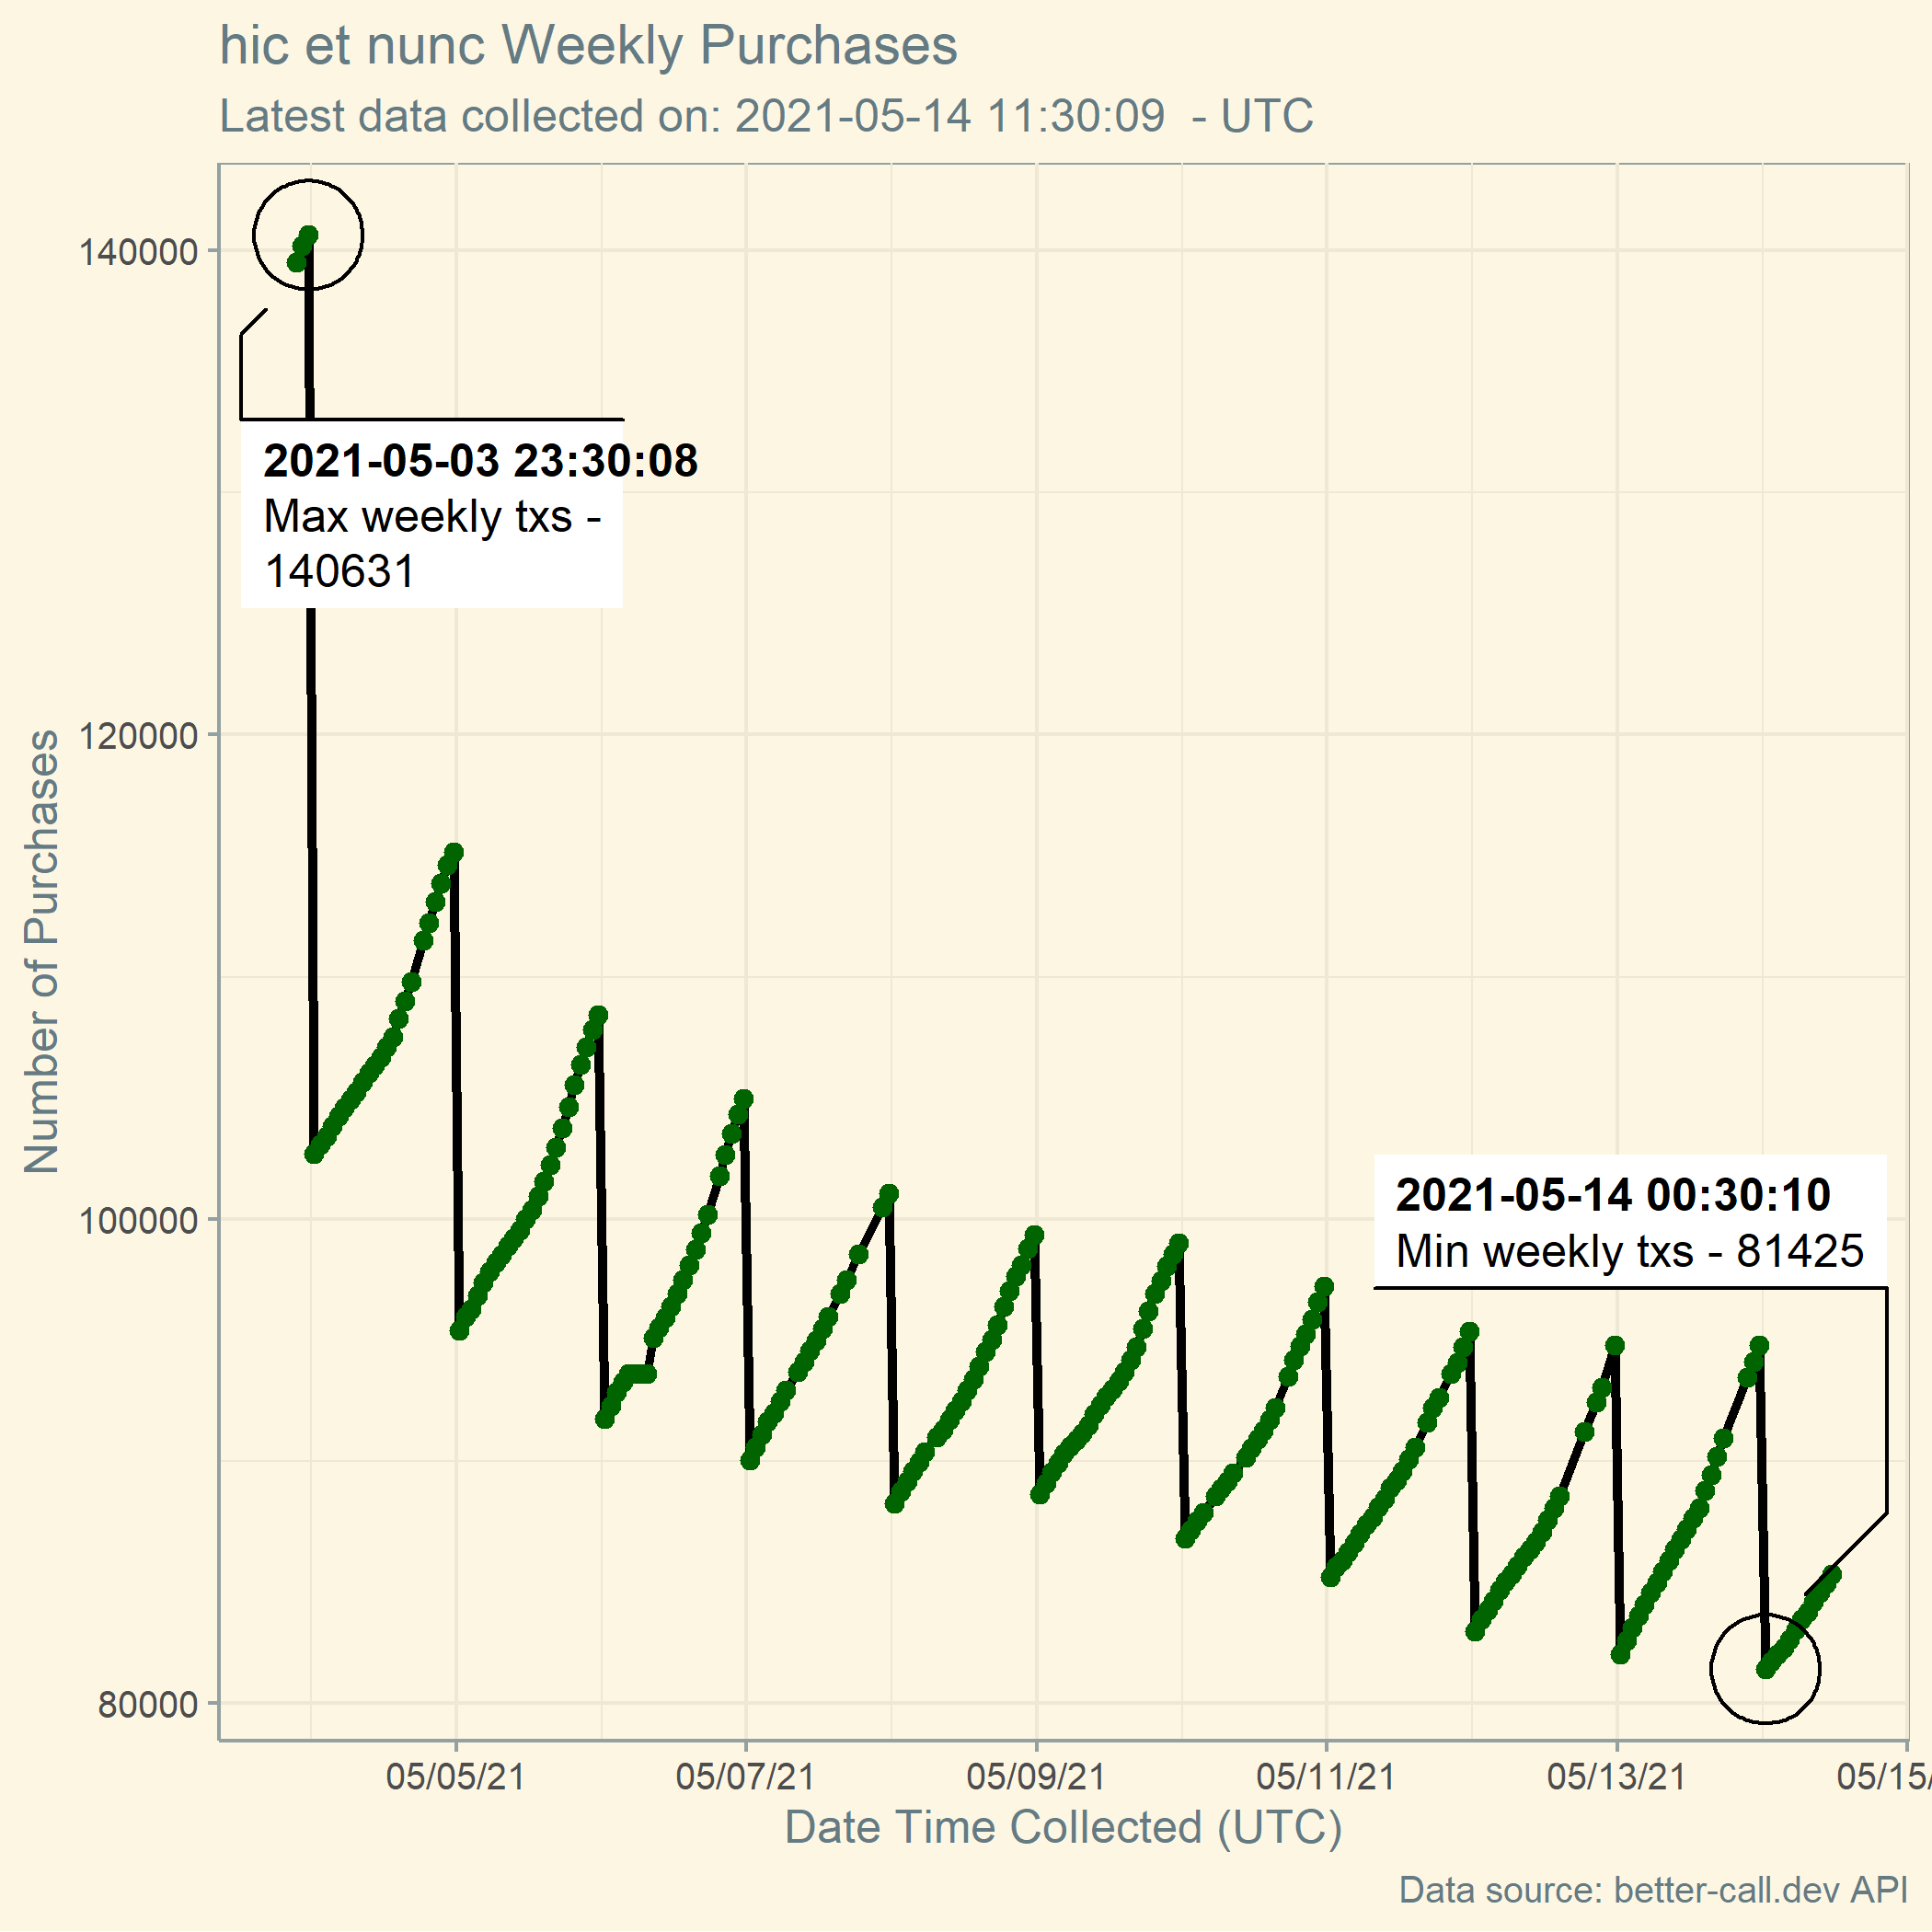 hic et nunc Weekly Purchases
Latest data collected on: 2021-05-14 11:30:09  - UTC
Number of Purchases
140000
120000
100000
80000
2021-05-03 23:30:08
Max weekly txs -
140631
2021-05-14 00:30:10
Min weekly txs - 81425
05/05/21
05/07/21
05/09/21
05/11/21
05/13/21
05/15/
Date Time Collected (UTC)
Data source: better-call.dev API